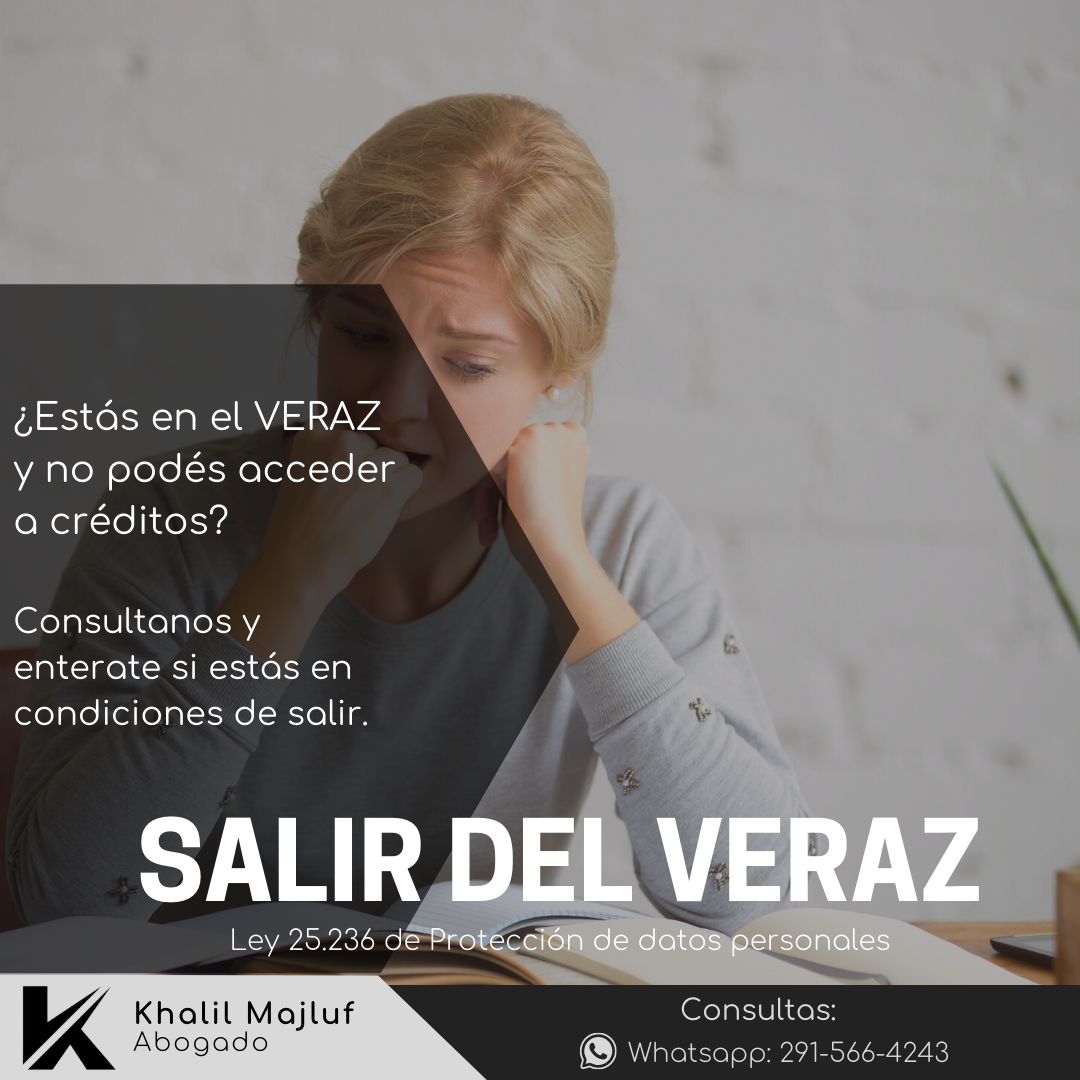 ¿Estás en el VERAZ
y no podés acceder
a créditos?
Consultanos y
enterate si estás en
condiciones de salir.
SALIR DEL VERAZ
Ley 25.236 de Protección de datos personales
Khalil Majluf
Abogado
Consultas:
Whatsapp: 291-566-4243